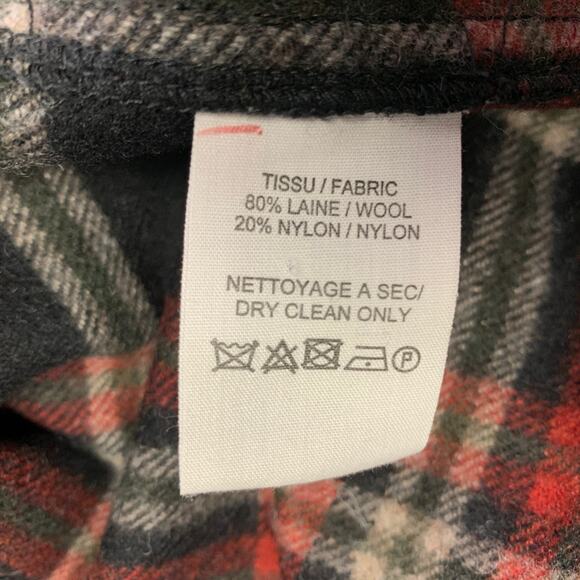 TISSU / FABRIC
80% LAINE / WOOL
20% NYLON / NYLON
NETTOYAGE A SEC/
DRY CLEAN ONLY
P